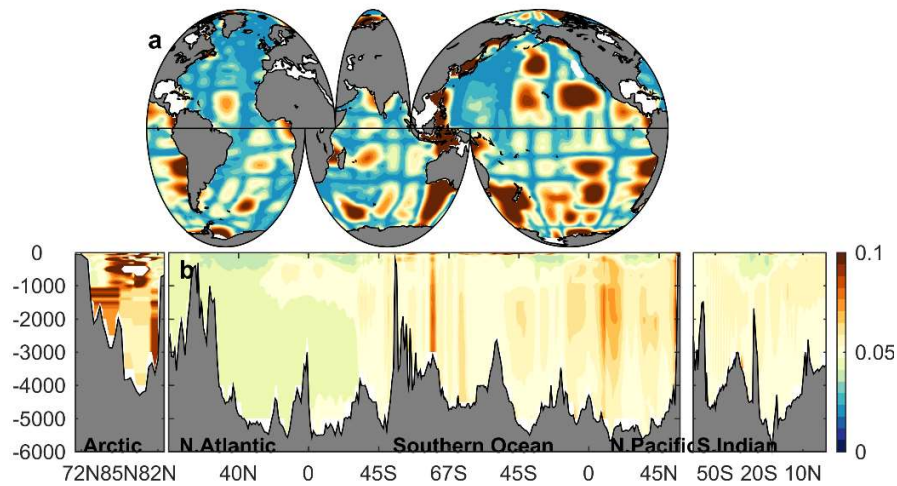 a
b
0
-1000
-2000
-3000
-4000
-5000
-6000
0.1
0.05
0
Arctic N.Atlantic Southern Ocean N.Pacific S.Indian
72N 85N 82N 40N 0 45S 67S 45S 0 45N 50S 20S 10N